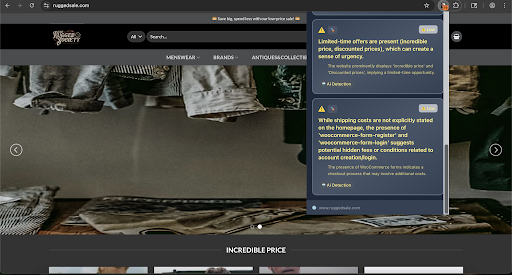 ruggedsale.com
Save big, spend less with our low price sale!
RUGGED
SOCIETY
All
Search...
MENSWEAR
BRANDS
ANTIQUES&COLLECTIB
Low
Limited-time offers are present (incredible
price, discounted prices), which can create a
sense of urgency.
The website prominently displays 'incredible price' and
'Discounted prices', implying a limited-time opportunity.
AI Detection
Low
While shipping costs are not explicitly stated
on the homepage, the presence of
'woocommerce-form-register' and
'woocommerce-form-login' suggests
potential hidden fees or conditions related to
account creation/login.
The presence of WooCommerce forms indicates a
checkout process that may involve additional costs.
AI Detection
www.ruggedsale.com
INCREDIBLE PRICE